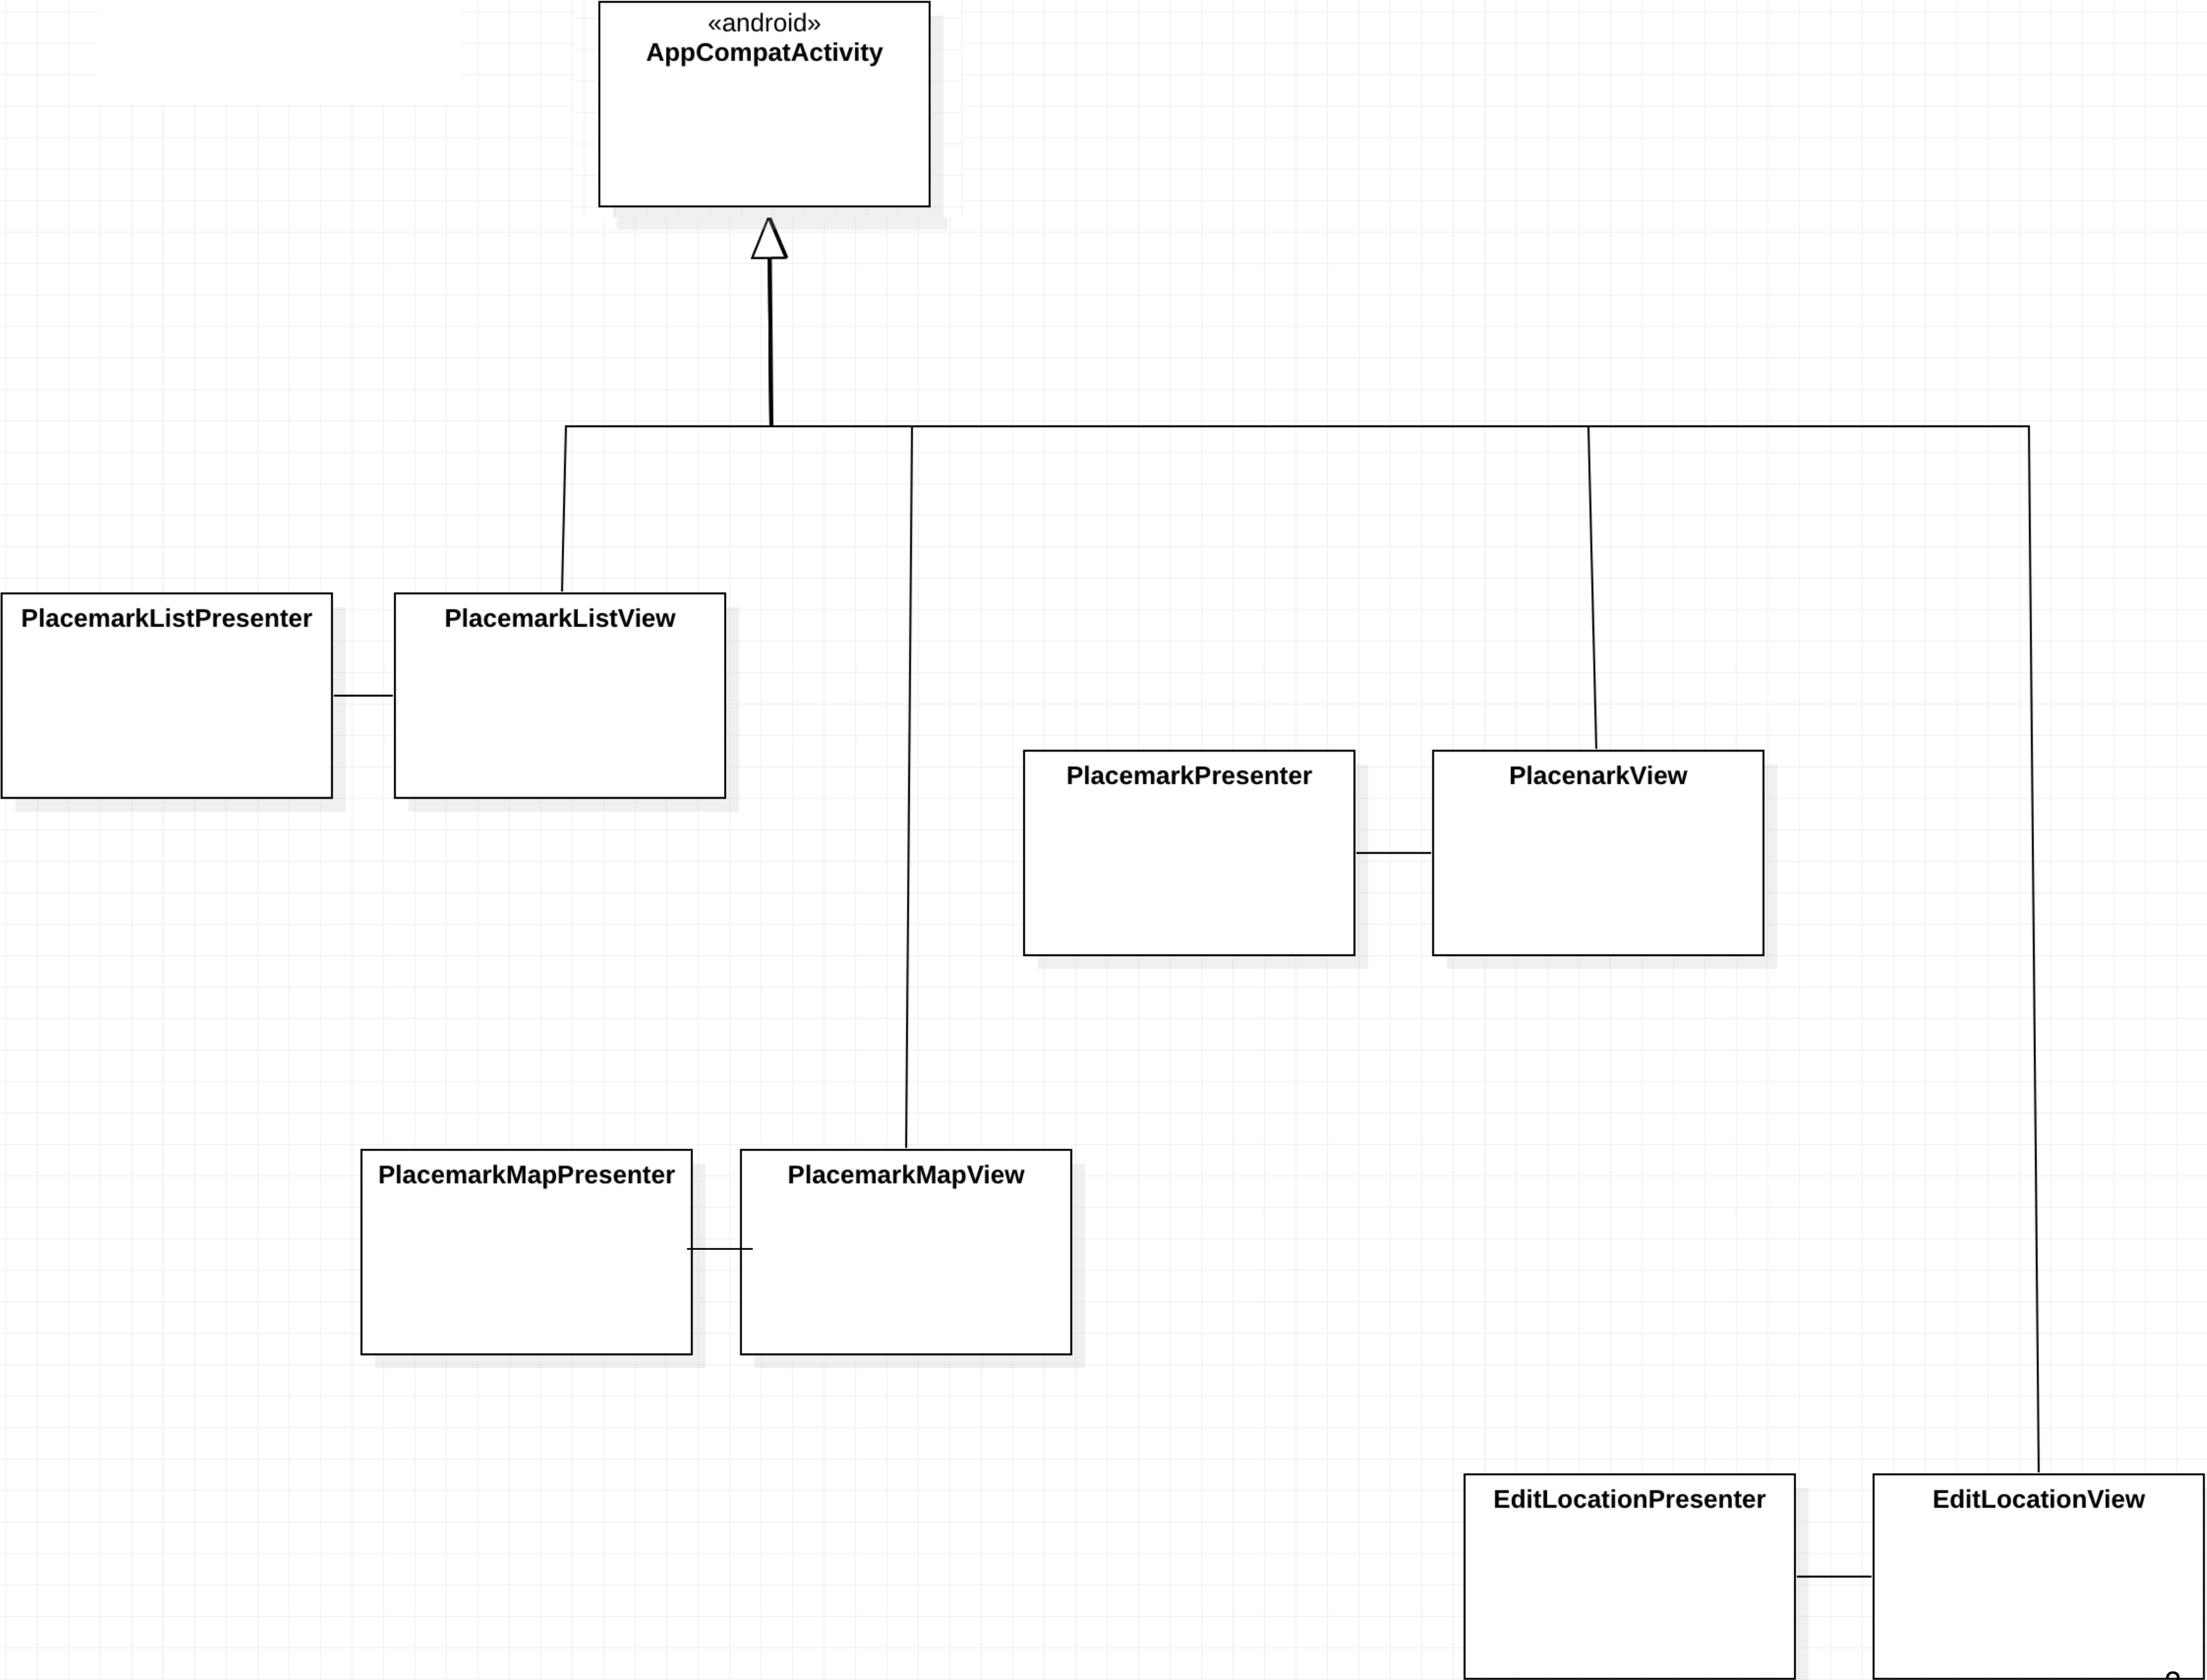 «android»
AppCompatActivity
PlacemarkListPresenter
PlacemarkListView
PlacemarkPresenter
PlacenarkView
PlacemarkMapPresenter
PlacemarkMapView
EditLocationPresenter
EditLocationView